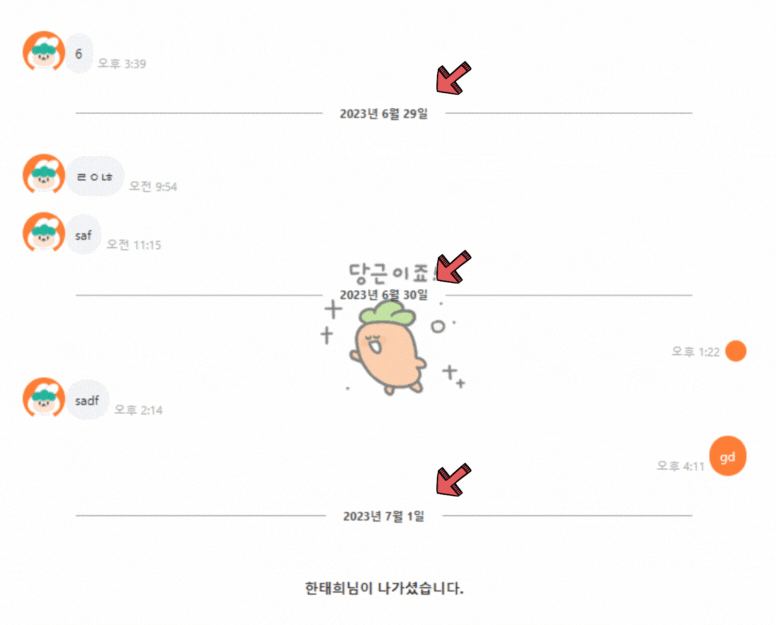 6
오후 3:39
2023년 6월 29일
ㄹㅇㄴㅎ
오전 9:54
saf
오전 11:15
당근이죠!
2023년 6월 30일
오후 1:22
sadf
오후 2:14
gd
오후 4:11
2023년 7월 1일
한태희님이 나가셨습니다.